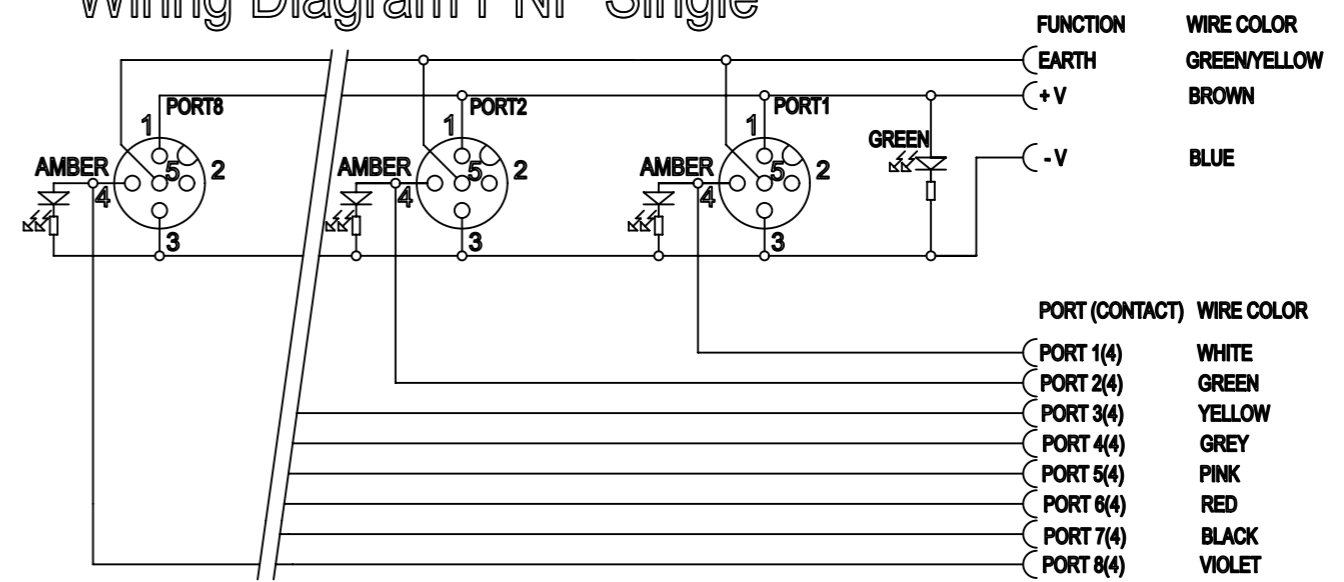 Wiring Diagram PNP Single
FUNCTION WIRE COLOR
EARTH GREEN/YELLOW
+ V BROWN
- V BLUE
PORT8 PORT2 PORT1
1 1 1
GREEN
AMBER 5 2 AMBER 5 2 AMBER 5 2
4 4 4
3 3 3
PORT (CONTACT) WIRE COLOR
PORT 1(4) WHITE
PORT 2(4) GREEN
PORT 3(4) YELLOW
PORT 4(4) GREY
PORT 5(4) PINK
PORT 6(4) RED
PORT 7(4) BLACK
PORT 8(4) VIOLET